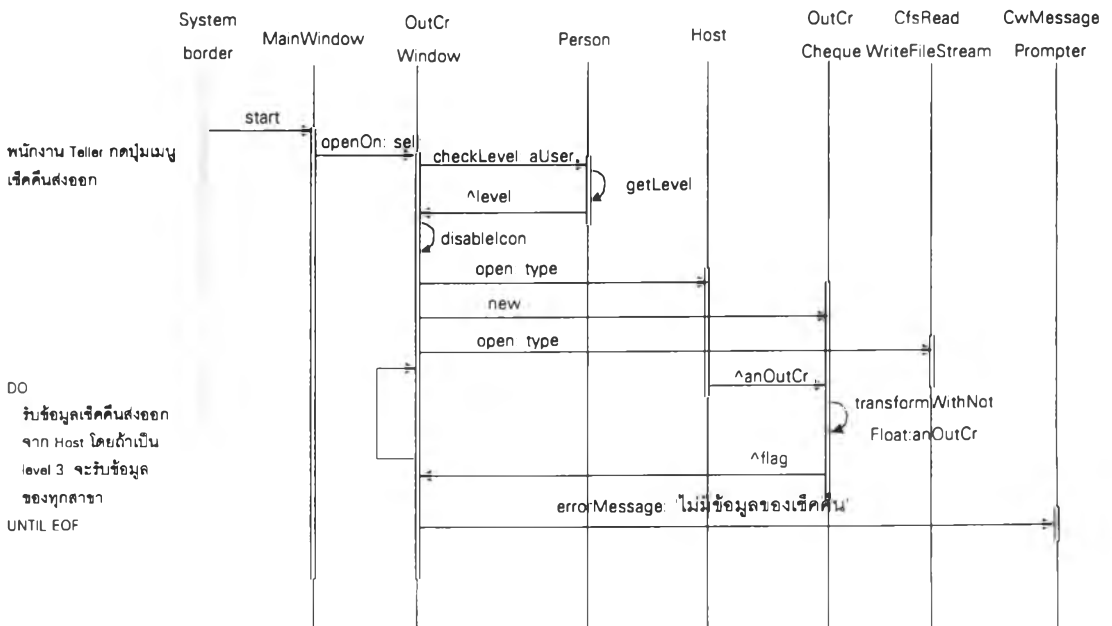 System border
MainWindow
OutCr Window
Person
Host
OutCr Cheque
CfsRead WriteFileStream
CwMessage Prompter
start
พนักงาน Teller กดปุ่มเมนู
เช็คคืนส่งออก
openOn: self
checkLevel aUser
getLevel
^level
disableIcon
open type
new
open type
DO
รับข้อมูลเช็คคืนส่งออก
จาก Host โดยถ้าเป็น
level 3 จะรับข้อมูล
ของทุกสาขา
UNTIL EOF
^anOutCr
transformWithNot
Float:anOutCr
^flag
errorMessage: 'ไม่มีข้อมูลของเช็คคืน'